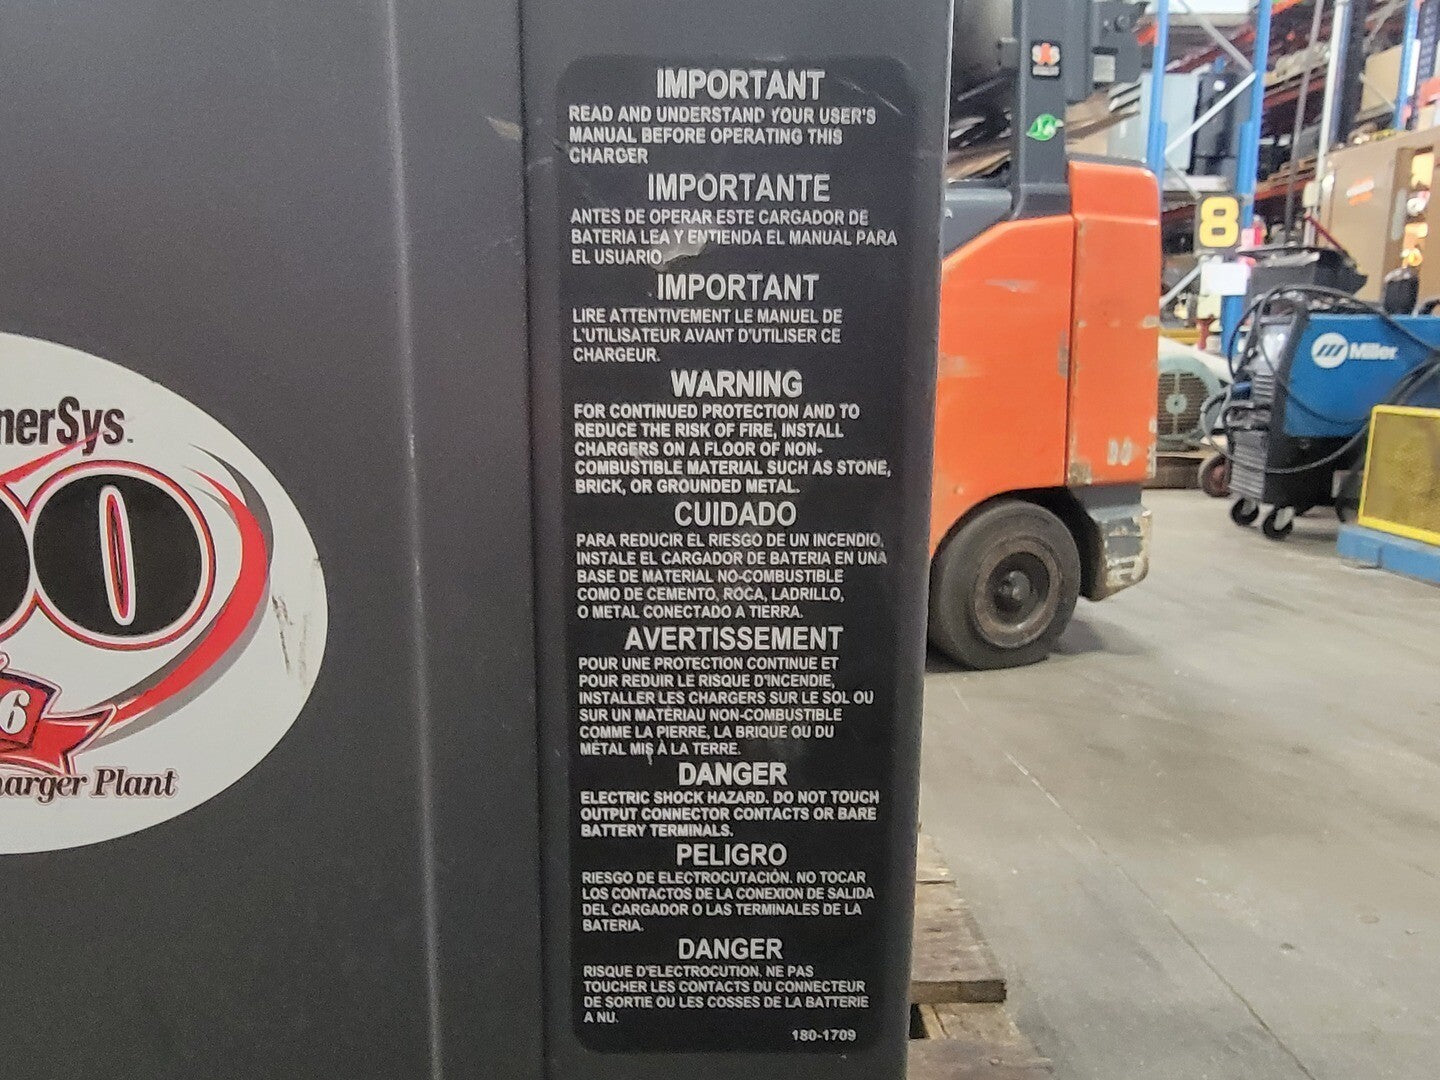 IMPORTANT
READ AND UNDERSTAND YOUR USER'S
MANUAL BEFORE OPERATING THIS
CHARGER
IMPORTANTE
ANTES DE OPERAR ESTE CARGADOR DE
BATERIA LEA Y ENTIENDA EL MANUAL PARA
EL USUARIO
IMPORTANT
LIRE ATTENTIVEMENT LE MANUEL DE
L'UTILISATEUR AVANT D'UTILISER CE
CHARGEUR.
WARNING
FOR CONTINUED PROTECTION AND TO
REDUCE THE RISK OF FIRE, INSTALL
CHARGERS ON A FLOOR OF NON-
COMBUSTIBLE MATERIAL SUCH AS STONE,
BRICK, OR GROUNDED METAL.
CUIDADO
PARA REDUCIR EL RIESGO DE UN INCENDIO,
INSTALE EL CARGADOR DE BATERIA EN UNA
BASE DE MATERIAL NO-COMBUSTIBLE
COMO DE CEMENTO, ROCA, LADRILLO,
O METAL CONECTADO A TIERRA.
AVERTISSEMENT
POUR UNE PROTECTION CONTINUE ET
POUR REDUIR LE RISQUE D'INCENDIE,
INSTALLER LES CHARGERS SUR LE SOL OU
SUR UN MATÉRIAU NON-COMBUSTIBLE
COMME LA PIERRE, LA BRIQUE OU DU
MÉTAL MIS À LA TERRE.
DANGER
ELECTRIC SHOCK HAZARD. DO NOT TOUCH
OUTPUT CONNECTOR CONTACTS OR BARE
BATTERY TERMINALS.
PELIGRO
RIESGO DE ELECTROCUTACIÓN. NO TOCAR
LOS CONTACTOS DE LA CONEXION DE SALIDA
DEL CARGADOR O LAS TERMINALES DE LA
BATERIA.
DANGER
RISQUE D'ELECTROCUTION. NE PAS
TOUCHER LES CONTACTS DU CONNECTEUR
DE SORTIE OU LES COSSES DE LA BATTERIE
A NU.
180-1709
nerSys.
00
6
harger Plant
8
Miller